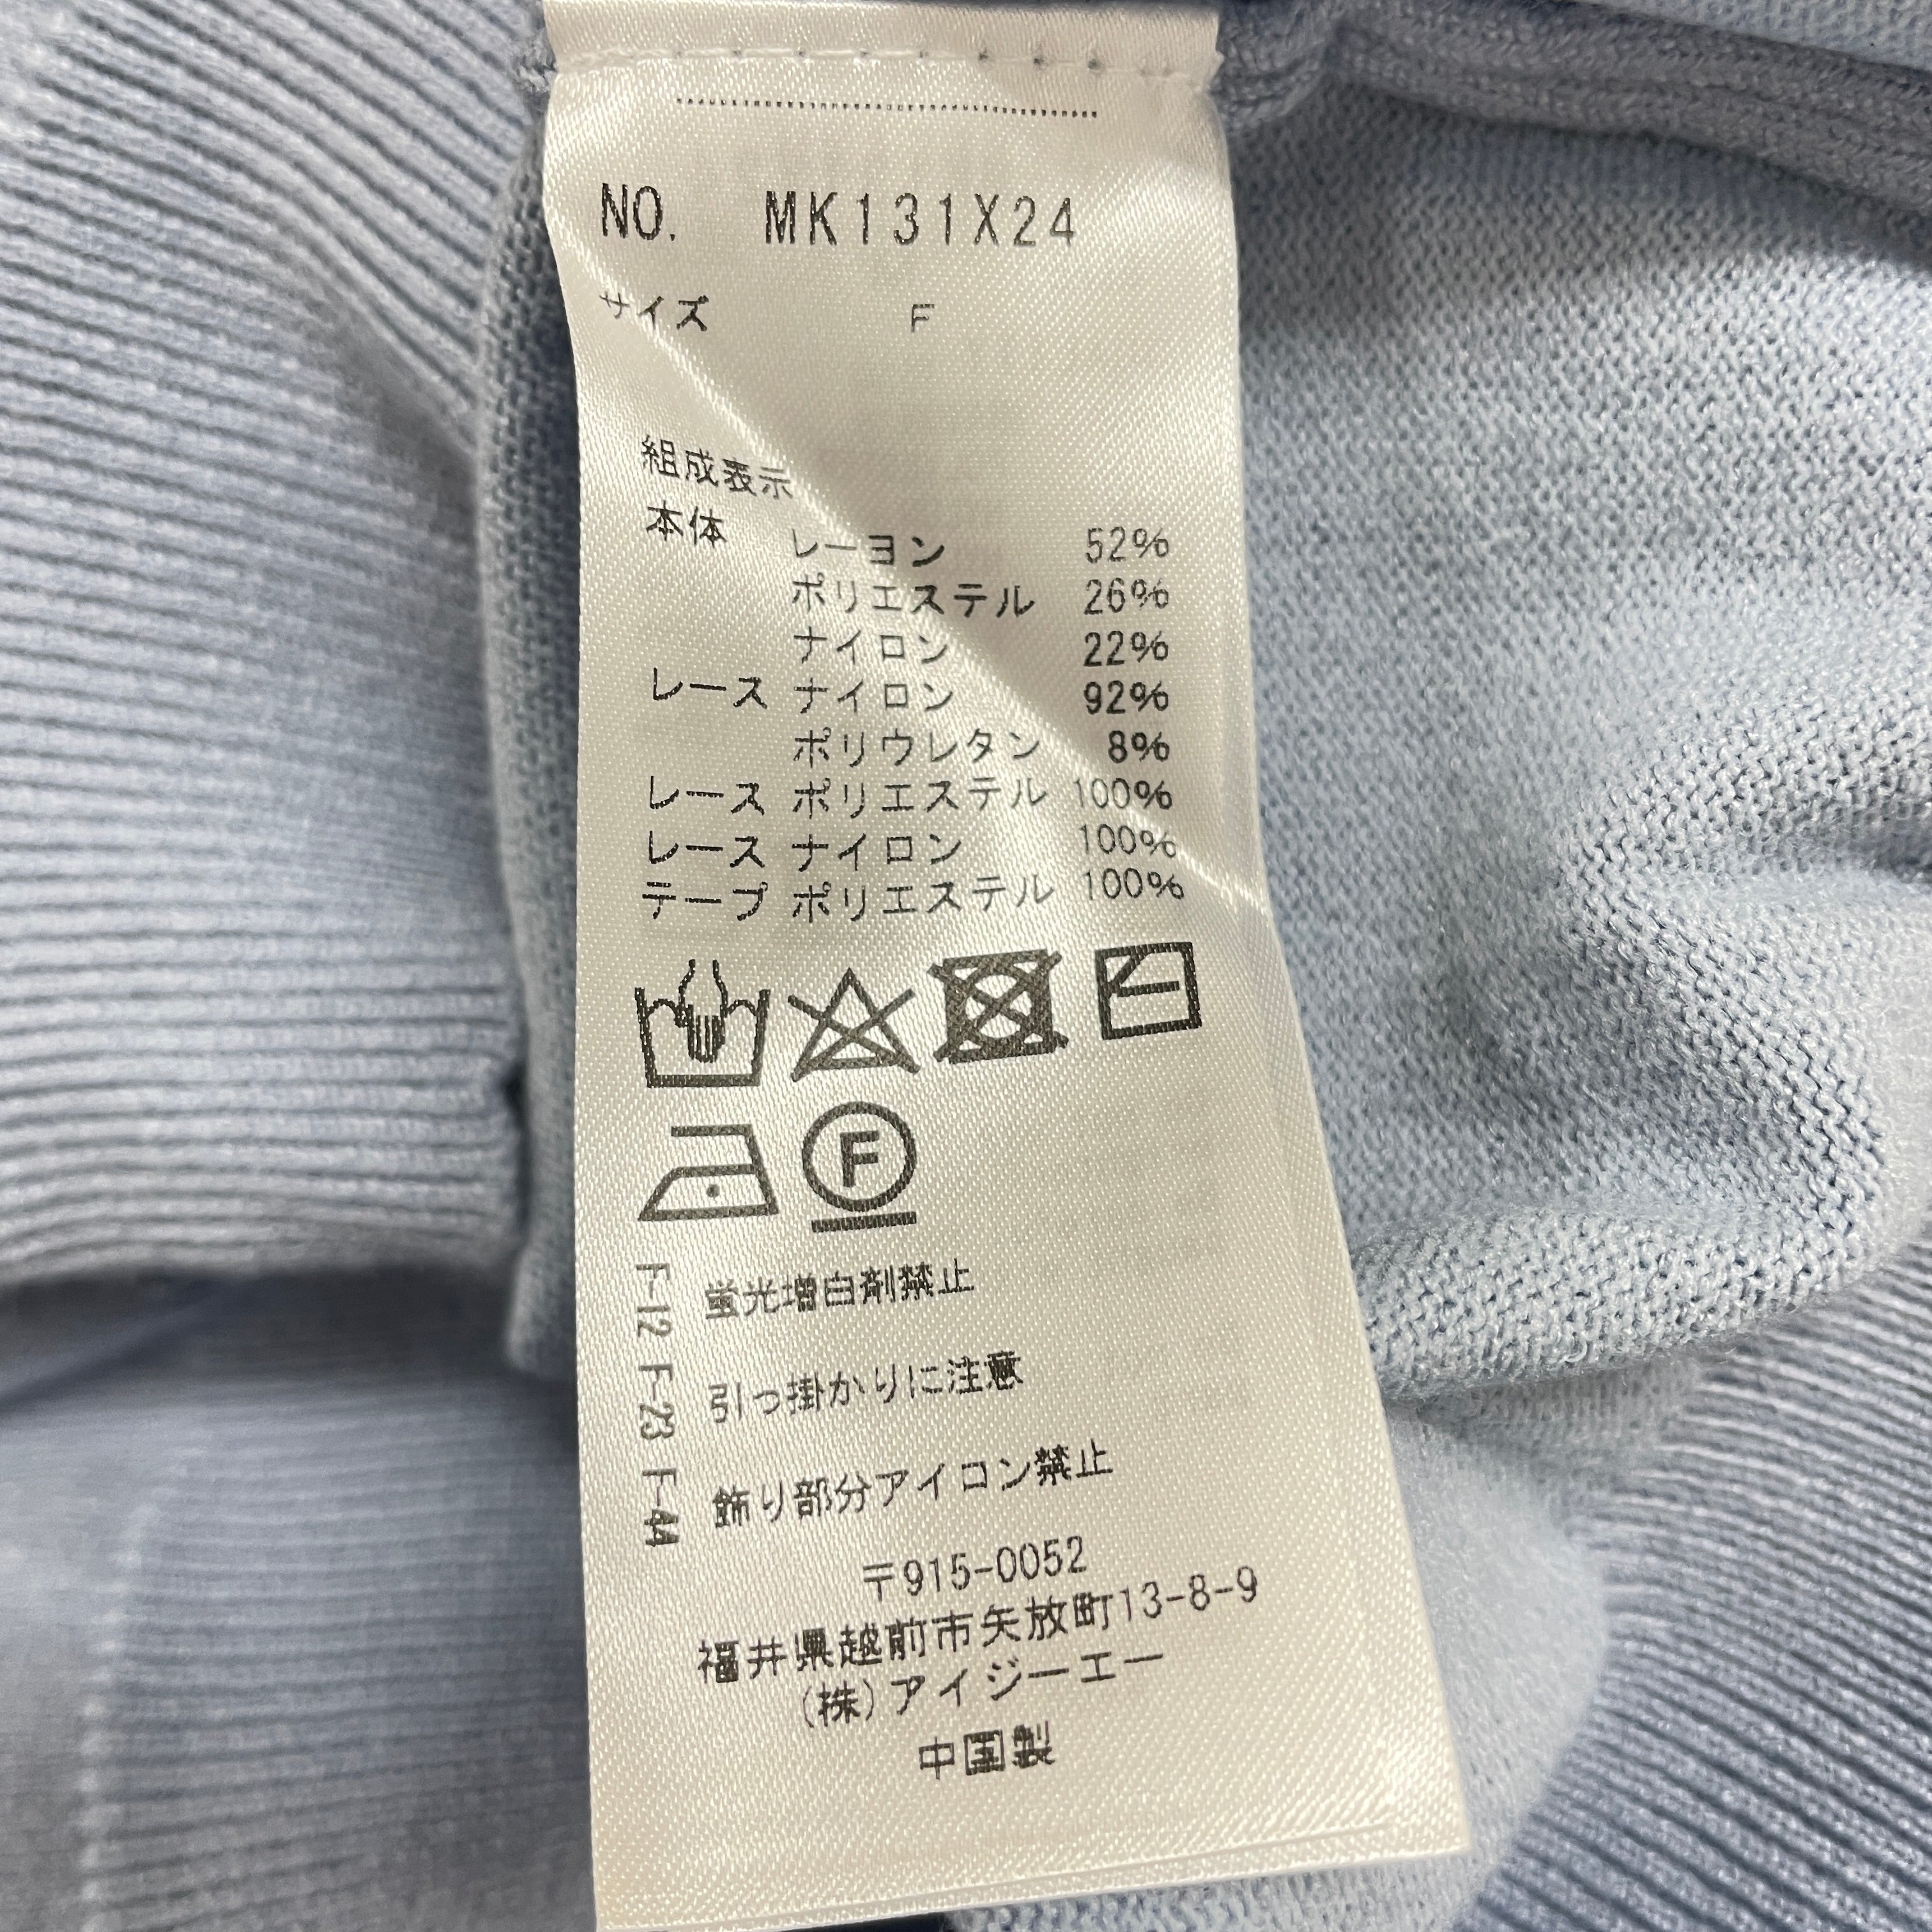 NO. MK131X24
サイズ F
組成表示
本体 レーヨン 52%
ポリエステル 26%
ナイロン 22%
レース ナイロン 92%
ポリウレタン 8%
レース ポリエステル 100%
レース ナイロン 100%
テープ ポリエステル 100%
F
F-12 F-23 F-44
蛍光増白剤禁止
引っ掛かりに注意
飾り部分アイロン禁止
〒915-0052
福井県越前市矢放町13-8-9
(株)アイジーエー
中国製